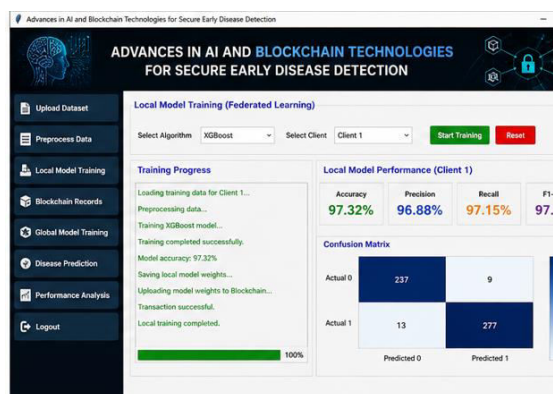 Advances in AI and Blockchain Technologies for Secure Early Disease Detection
ADVANCES IN AI AND BLOCKCHAIN TECHNOLOGIES
FOR SECURE EARLY DISEASE DETECTION
Upload Dataset
Preprocess Data
Local Model Training
Blockchain Records
Global Model Training
Disease Prediction
Performance Analysis
Logout
Local Model Training (Federated Learning)
Select Algorithm XGBoost Select Client Client 1 Start Training Reset
Training Progress
Loading training data for Client 1...
Preprocessing data...
Training XGBoost model...
Training completed successfully.
Model accuracy: 97.32%
Saving local model weights...
Uploading model weights to Blockchain...
Transaction successful.
Local training completed.
100%
Local Model Performance (Client 1)
Accuracy Precision Recall F1-
97.32% 96.88% 97.15% 97.
Confusion Matrix
Actual 0 237 9
Actual 1 13 277
Predicted 0 Predicted 1